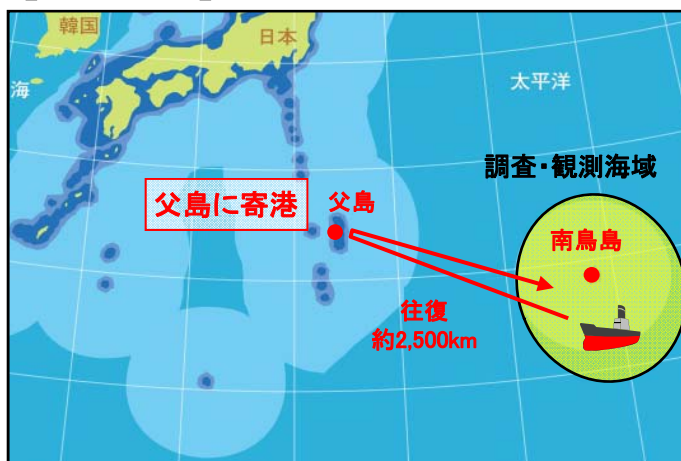 韓国
日本
海
太平洋
調査・観測海域
父島に寄港
父島
南鳥島
往復
約2,500km